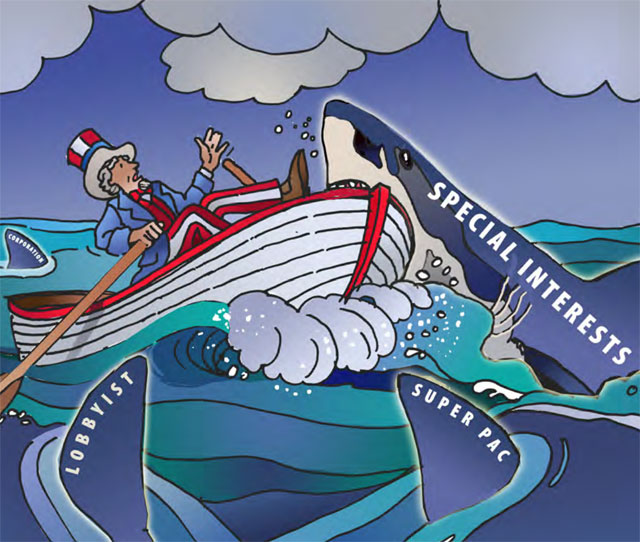 SPECIAL INTERESTS
CORPORATION
LOBBYIST
SUPER PAC